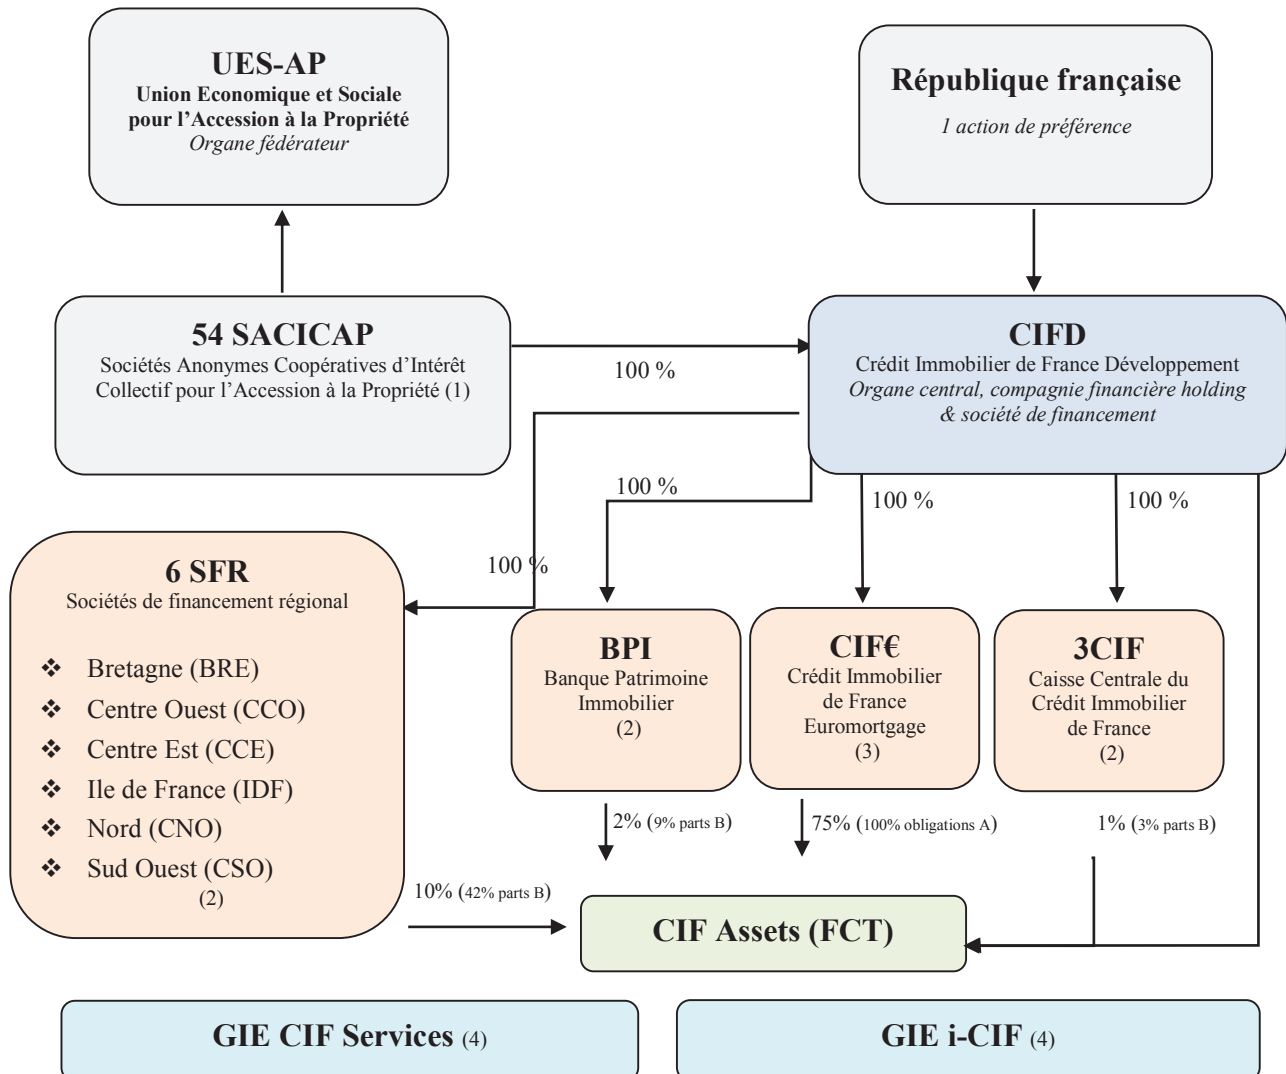 UES-AP
Union Economique et Sociale
pour l’Accession à la Propriété
Organe fédérateur
République française
1 action de préférence
54 SACICAP
Sociétés Anonymes Coopératives d’Intérêt
Collectif pour l’Accession à la Propriété (1)
100 %
CIFD
Crédit Immobilier de France Développement
Organe central, compagnie financière holding
& société de financement
100 %
100 %
100 %
100 %
6 SFR
Sociétés de financement régional
❖ Bretagne (BRE)
❖ Centre Ouest (CCO)
❖ Centre Est (CCE)
❖ Ile de France (IDF)
❖ Nord (CNO)
❖ Sud Ouest (CSO)
(2)
BPI
Banque Patrimoine
Immobilier
(2)
CIF€
Crédit Immobilier
de France
Euromortgage
(3)
3CIF
Caisse Centrale du
Crédit Immobilier
de France
(2)
2% (9% parts B)
75% (100% obligations A)
1% (3% parts B)
10% (42% parts B)
CIF Assets (FCT)
GIE CIF Services (4)
GIE i-CIF (4)